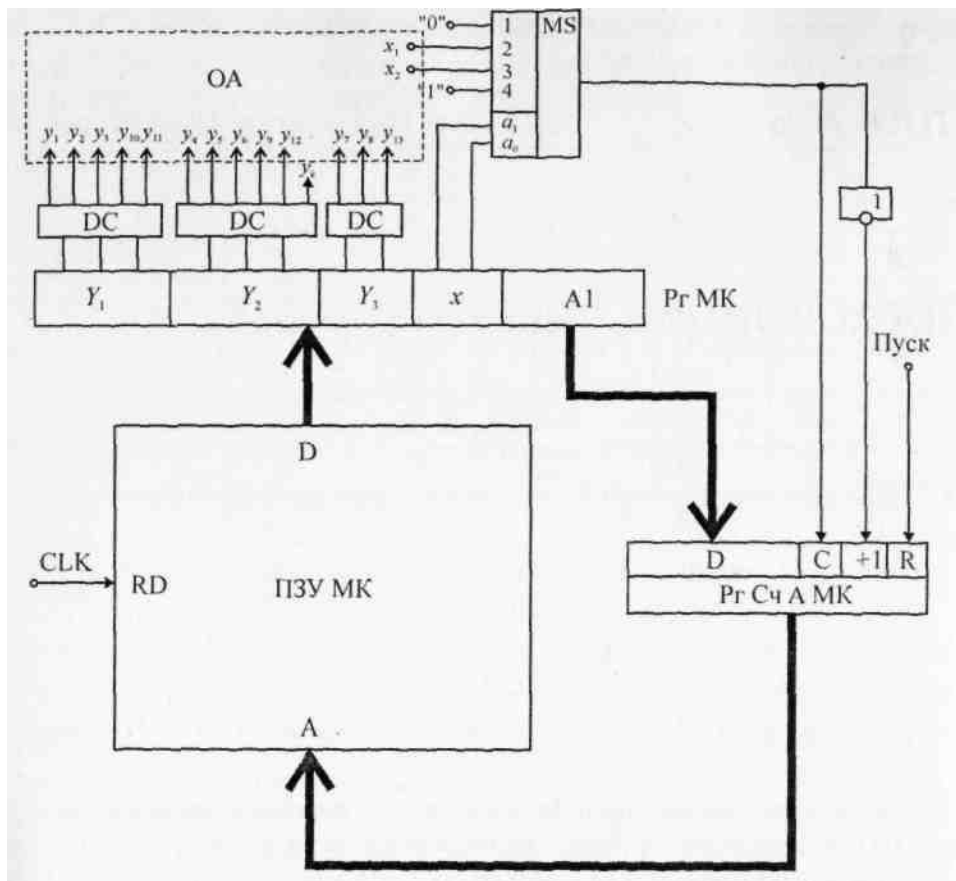 "0" 1 MS
x₁ 2
x₂ 3
"1" 4
ОА
a₁
a₀
y₁ y₂ y₃ y₁₀ y₁₁ y₄ y₅ y₆ y₉ y₁₂ y₇ y₈ y₁₃
DC DC DC
1
Y₁ Y₂ Y₃ x A1 Рг МК
Пуск
D
CLK
RD
ПЗУ МК
D C +1 R
Рг Сч А МК
A